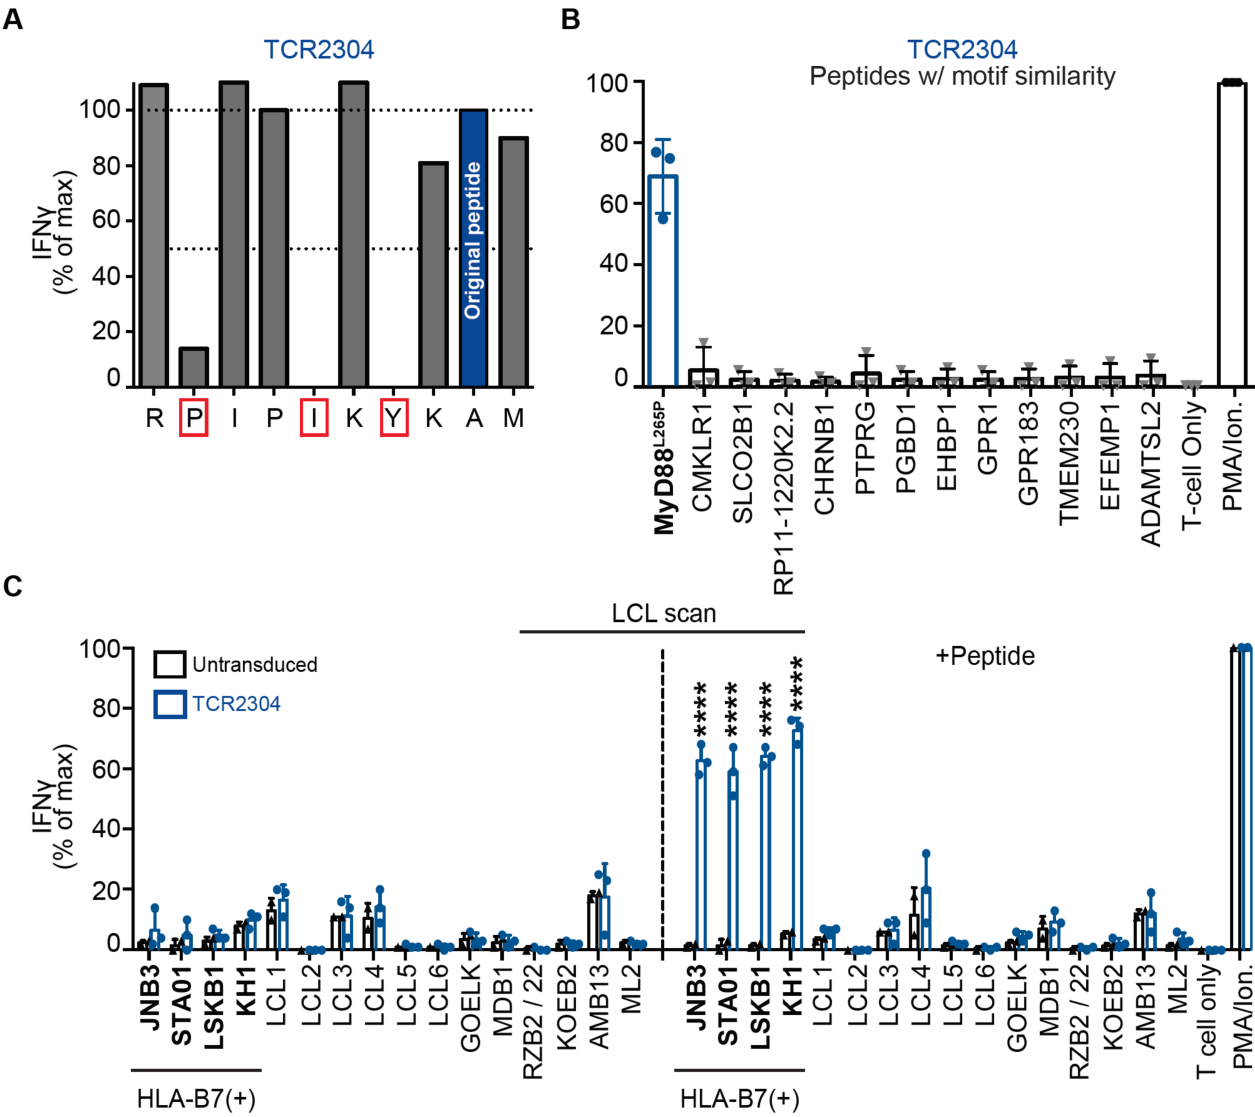 A
TCR2304
IFNγ
(% of max)
100
80
60
40
20
0
Original peptide
R P I P I K Y K A M
B
TCR2304
Peptides w/ motif similarity
100
80
60
40
20
0
MyD88L265P
CMKLR1
SLCO2B1
RP11-1220K2.2
CHRNB1
PTPRG
PGBD1
EHBP1
GPR1
GPR183
TMEM230
EFEMP1
ADAMTSL2
T-cell Only
PMA/Ion.
C
LCL scan
Untransduced
TCR2304
+Peptide
IFNγ
(% of max)
100
80
60
40
20
0
****
****
****
****
JNB3
STA01
LSKB1
KH1
LCL1
LCL2
LCL3
LCL4
LCL5
LCL6
GOELK
MDB1
RZB2 / 22
KOEB2
AMB13
ML2
JNB3
STA01
LSKB1
KH1
LCL1
LCL2
LCL3
LCL4
LCL5
LCL6
GOELK
MDB1
RZB2 / 22
KOEB2
AMB13
ML2
T cell only
PMA/Ion.
HLA-B7(+)
HLA-B7(+)